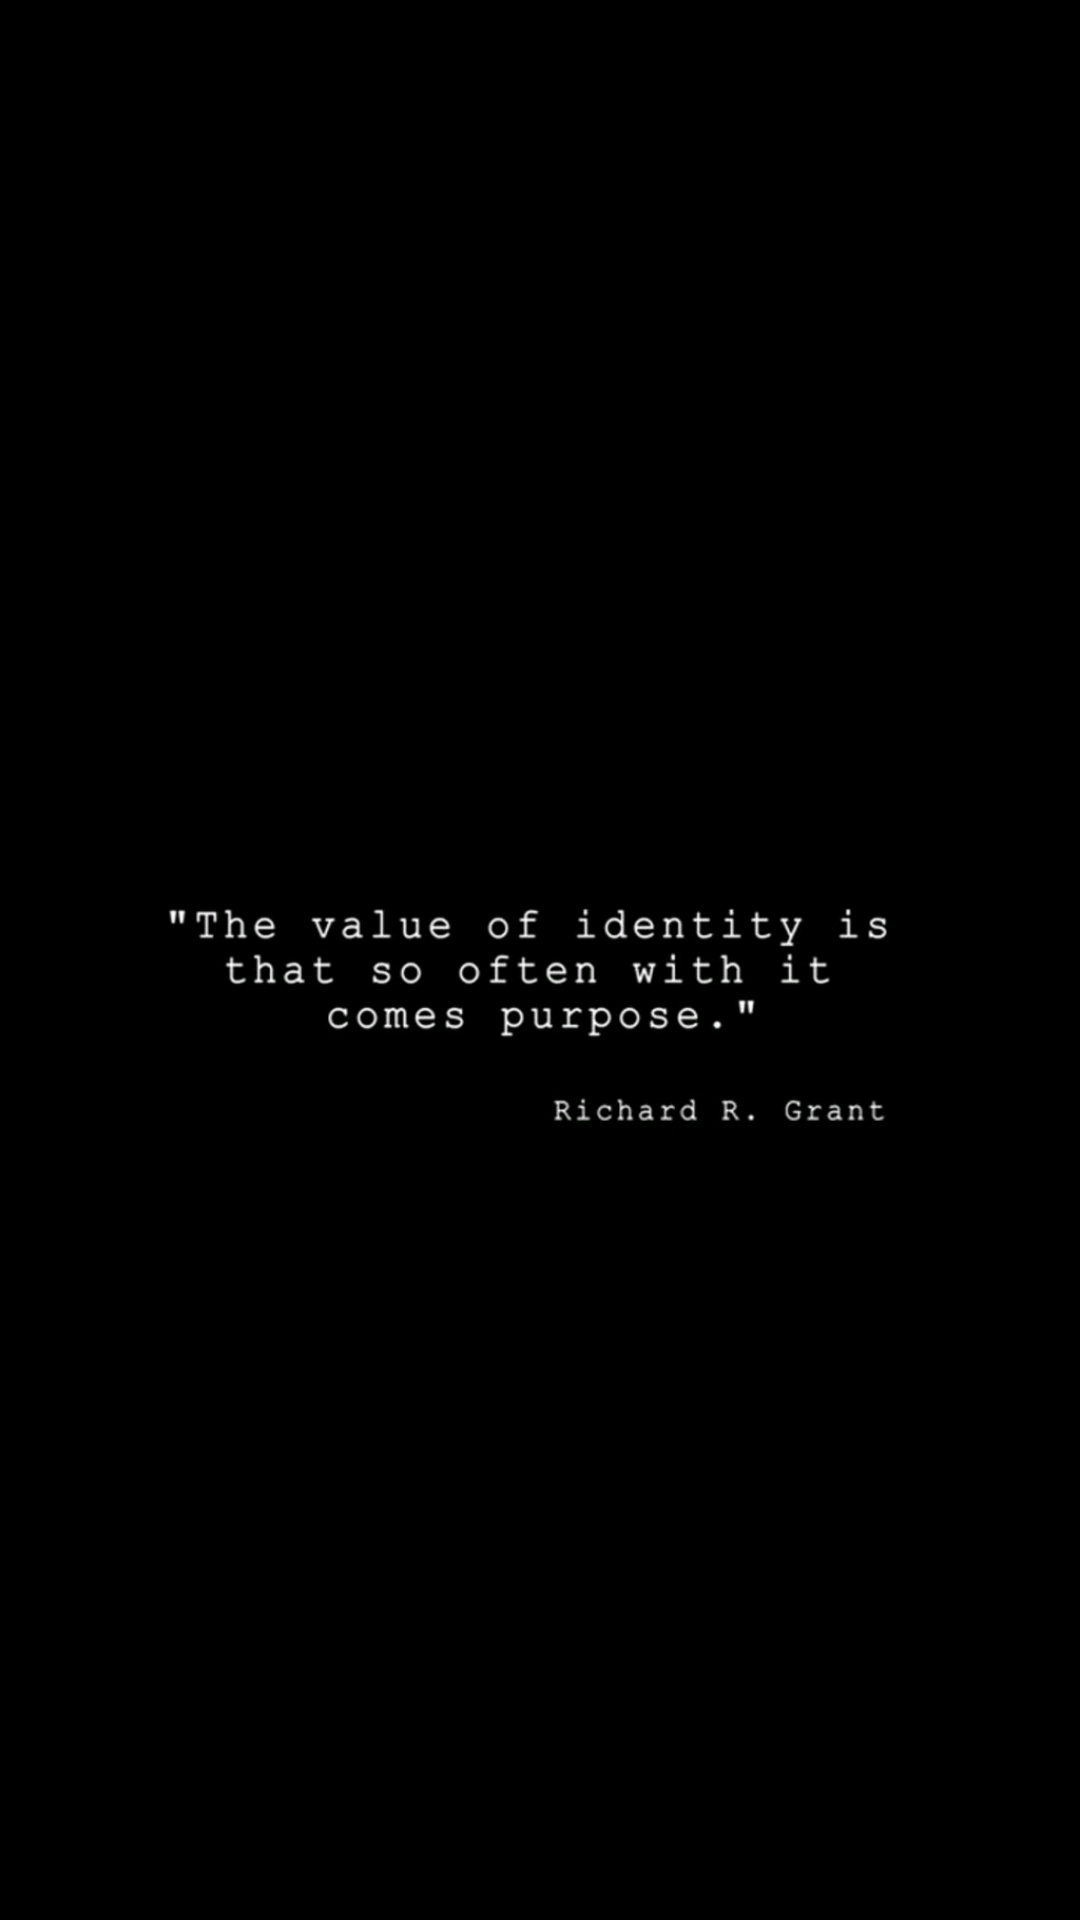 "The value of identity is
that so often with it
comes purpose."
Richard R. Grant